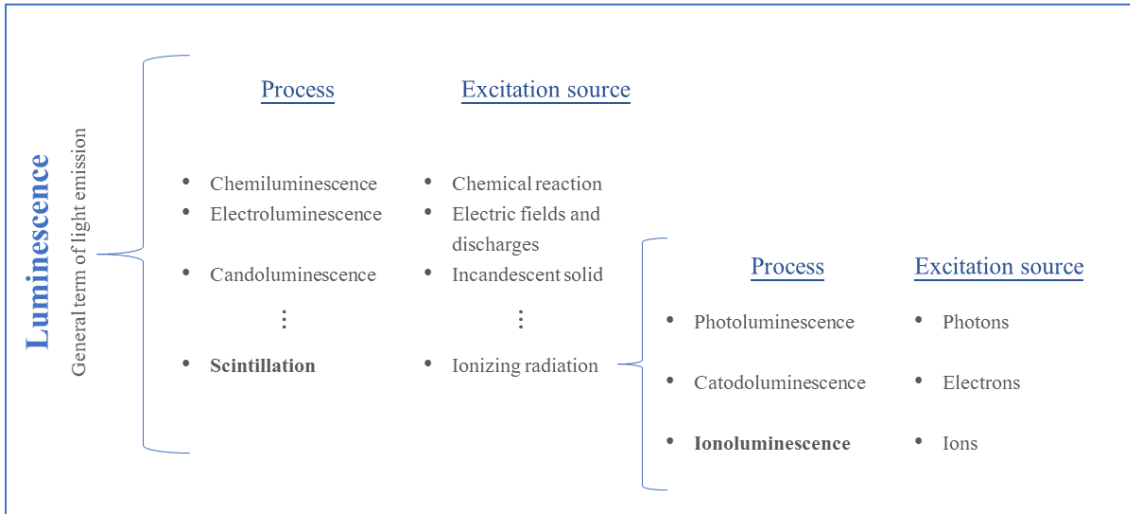 Luminescence
General term of light emission
Process
Excitation source
• Chemiluminescence
• Chemical reaction
• Electroluminescence
• Electric fields and
discharges
• Candoluminescence
• Incandescent solid
⋮
⋮
• Scintillation
• Ionizing radiation
Process
Excitation source
• Photoluminescence
• Photons
• Catodoluminescence
• Electrons
• Ionoluminescence
• Ions